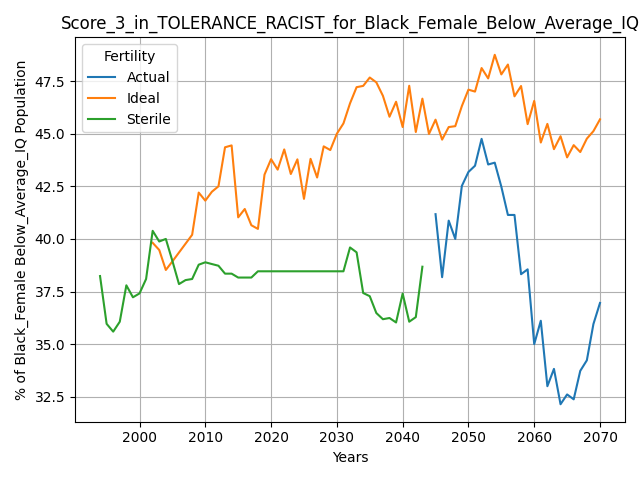 Score_3_in_TOLERANCE_RACIST_for_Black_Female_Below_Average_IQ
Fertility
Actual
Ideal
Sterile
% of Black_Female Below_Average_IQ Population
47.5
45.0
42.5
40.0
37.5
35.0
32.5
2000
2010
2020
2030
2040
2050
2060
2070
Years